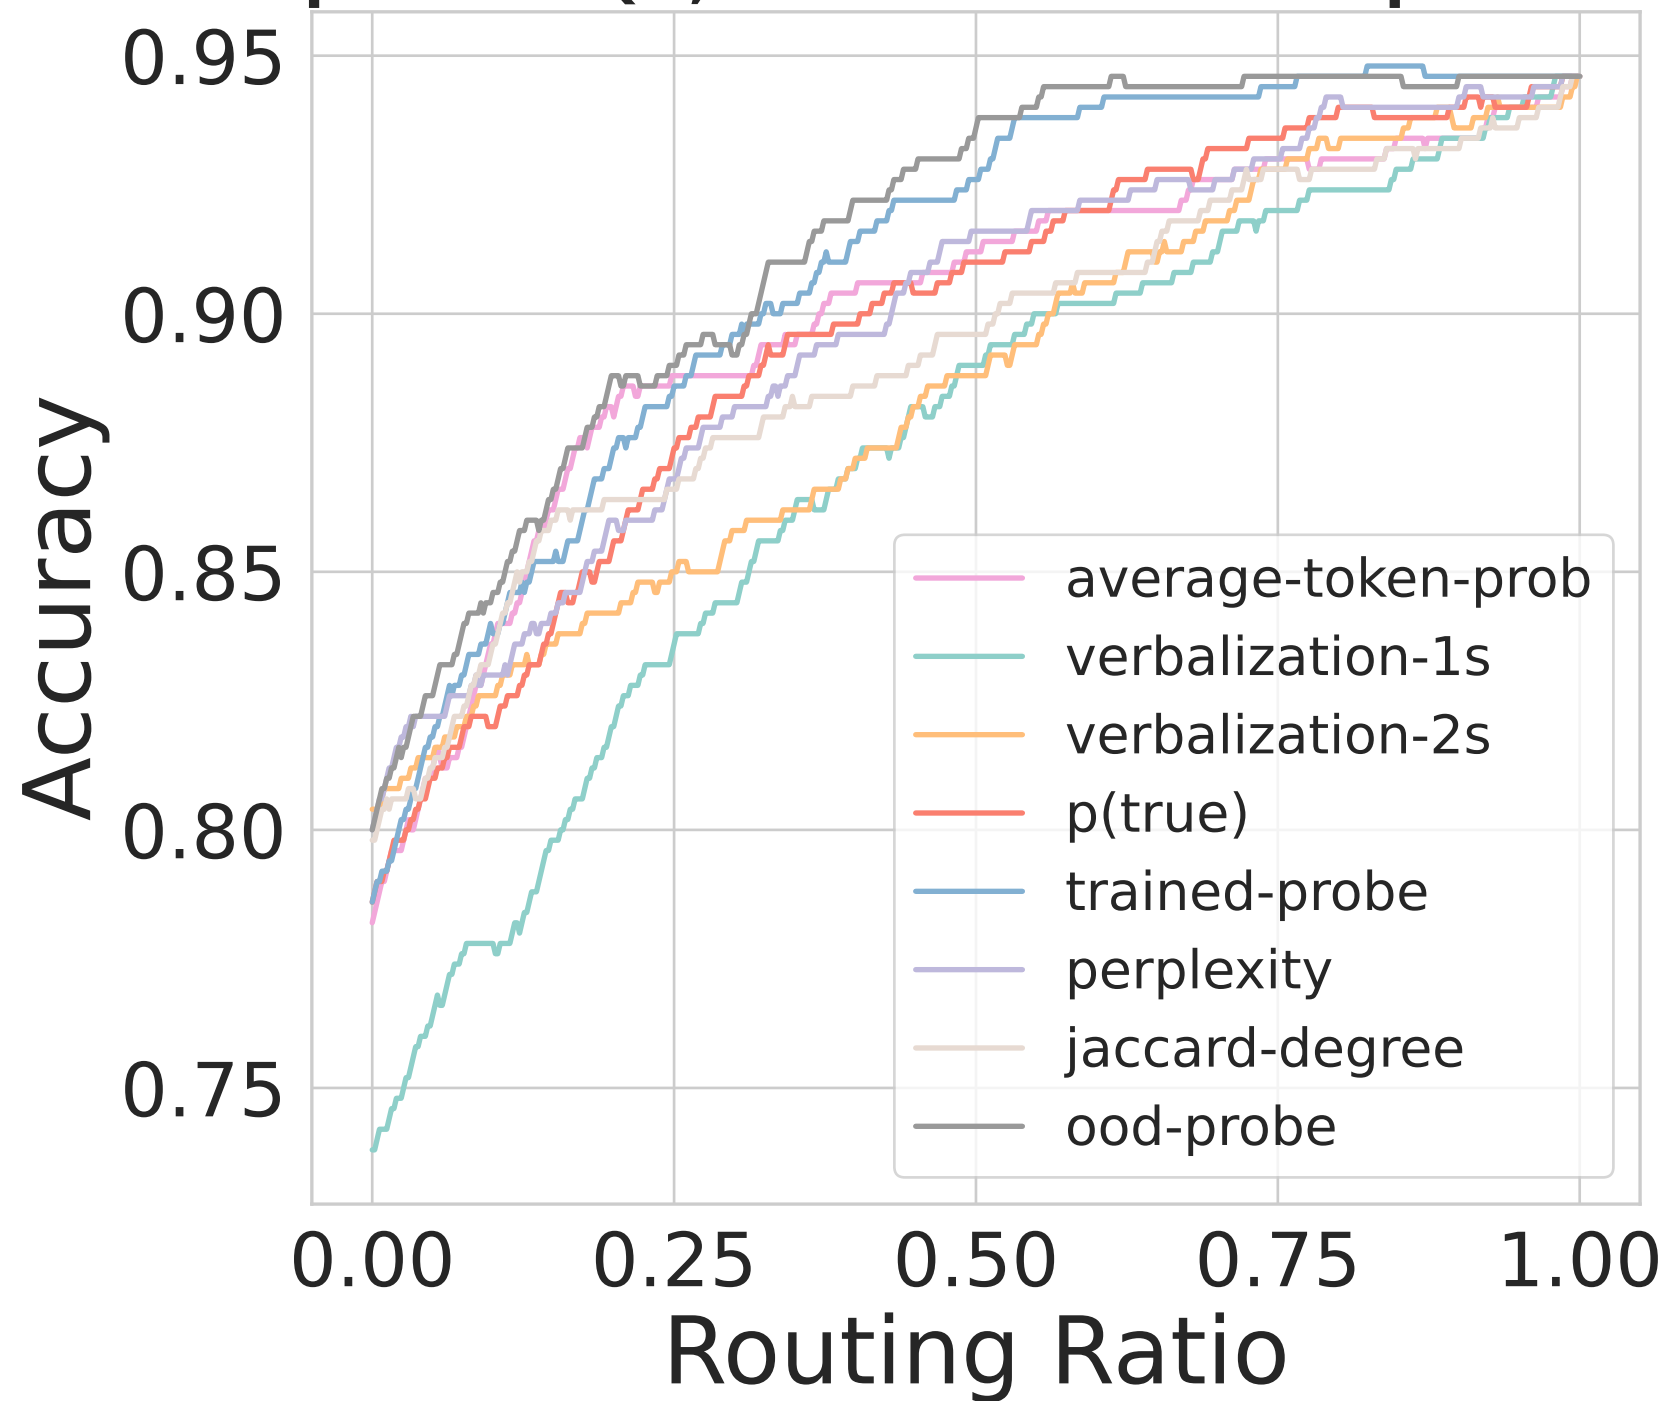 0.95
0.90
0.85
0.80
0.75
Accuracy
average-token-prob
verbalization-1s
verbalization-2s
p(true)
trained-probe
perplexity
jaccard-degree
ood-probe
0.00 0.25 0.50 0.75 1.00
Routing Ratio